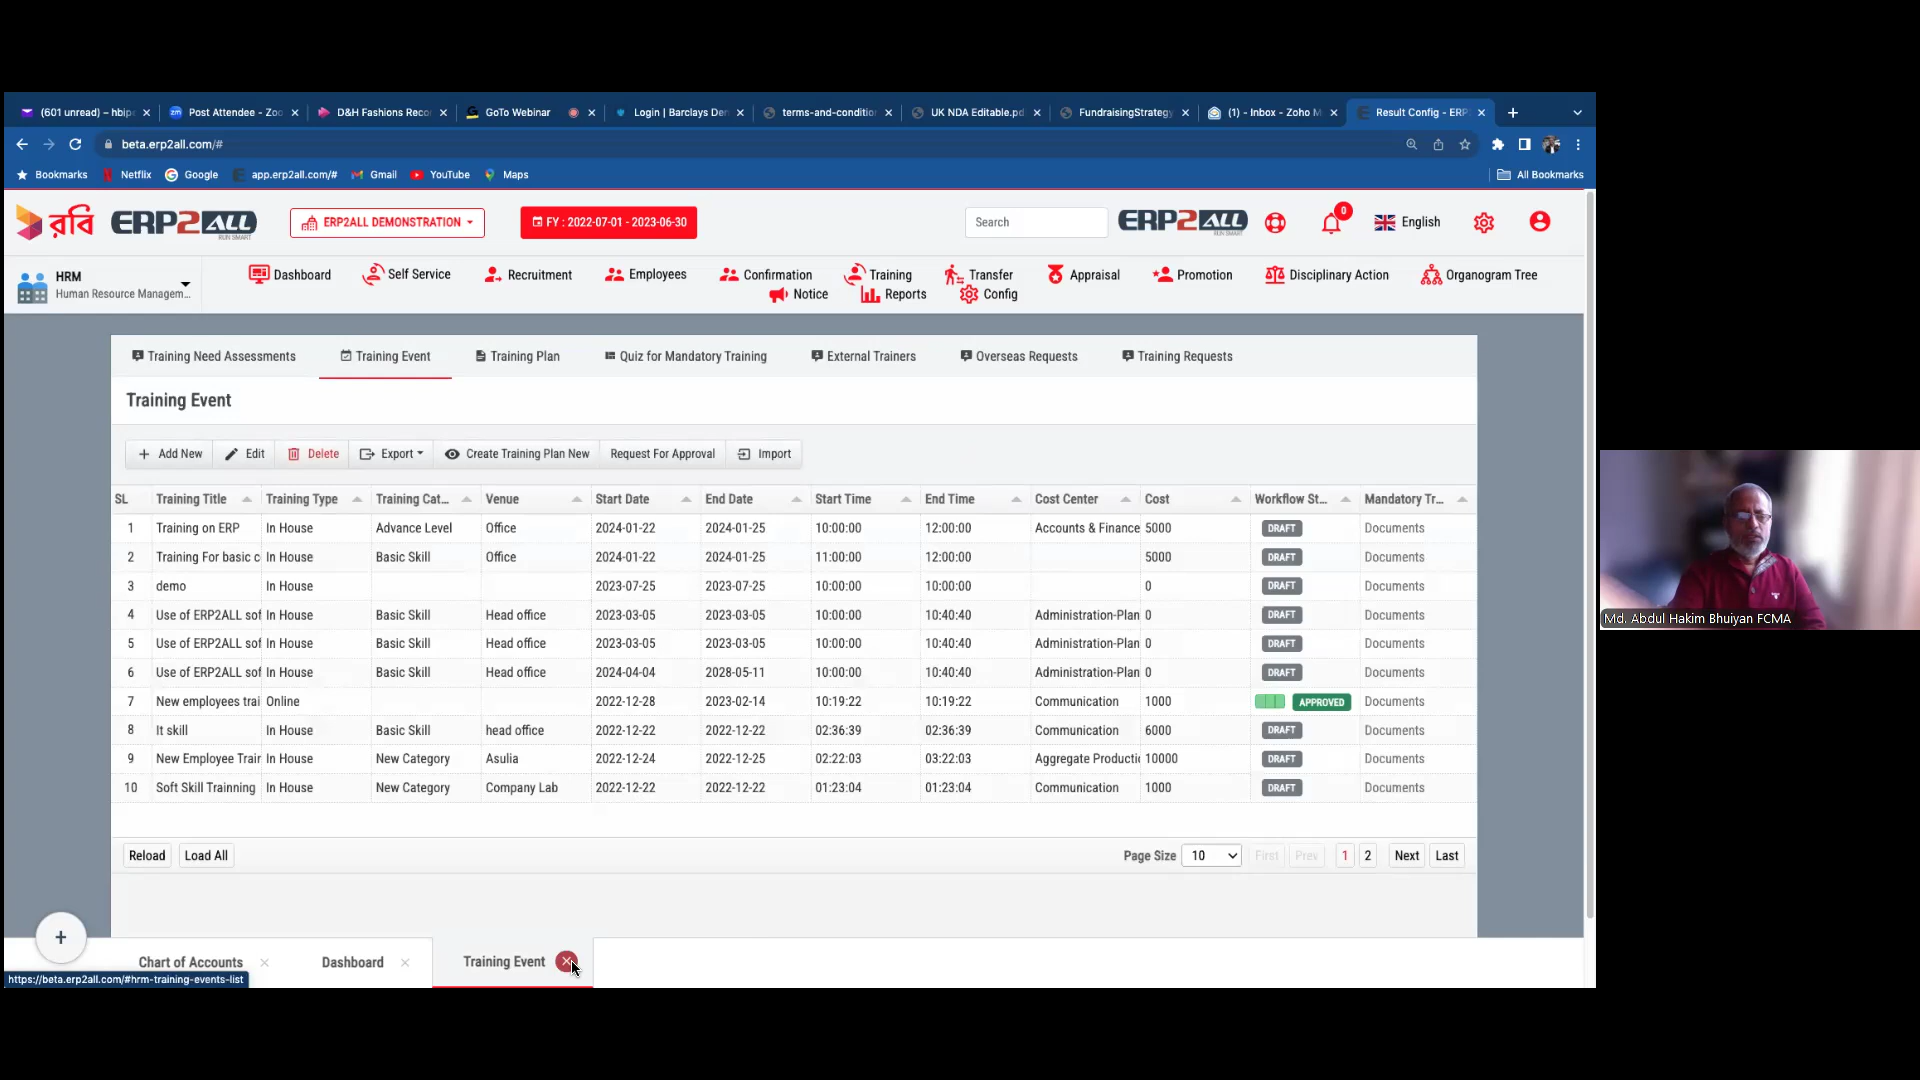 (601 unread) – hbipe
Post Attendee - Zoo
D&H Fashions Reco
GoTo Webinar
Login | Barclays De
terms-and-conditio
UK NDA Editable.pd
FundraisingStrategy
(1) - Inbox - Zoho M
Result Config - ERP
beta.erp2all.com/#
Bookmarks
Netflix
Google
app.erp2all.com/#
Gmail
YouTube
Maps
All Bookmarks
রবি
ERP2ALL
RUN SMART
ERP2ALL DEMONSTRATION
FY : 2022-07-01 - 2023-06-30
Search
ERP2ALL
RUN SMART
0
English
HRM
Human Resource Managem...
Dashboard
Self Service
Recruitment
Employees
Confirmation
Training
Transfer
Appraisal
Promotion
Disciplinary Action
Organogram Tree
Notice
Reports
Config
Training Need Assessments
Training Event
Training Plan
Quiz for Mandatory Training
External Trainers
Overseas Requests
Training Requests
Training Event
Add New
Edit
Delete
Export
Create Training Plan New
Request For Approval
Import
SL Training Title Training Type Training Cat... Venue Start Date End Date Start Time End Time Cost Center Cost Workflow St... Mandatory Tr...
1 Training on ERP In House Advance Level Office 2024-01-22 2024-01-25 10:00:00 12:00:00 Accounts & Finance 5000 DRAFT Documents
2 Training For basic c In House Basic Skill Office 2024-01-22 2024-01-25 11:00:00 12:00:00 5000 DRAFT Documents
3 demo In House 2023-07-25 2023-07-25 10:00:00 10:00:00 0 DRAFT Documents
4 Use of ERP2ALL sof In House Basic Skill Head office 2023-03-05 2023-03-05 10:00:00 10:40:40 Administration-Plan 0 DRAFT Documents
5 Use of ERP2ALL sof In House Basic Skill Head office 2023-03-05 2023-03-05 10:00:00 10:40:40 Administration-Plan 0 DRAFT Documents
6 Use of ERP2ALL sof In House Basic Skill Head office 2024-04-04 2028-05-11 10:00:00 10:40:40 Administration-Plan 0 DRAFT Documents
7 New employees trai Online 2022-12-28 2023-02-14 10:19:22 10:19:22 Communication 1000 APPROVED Documents
8 It skill In House Basic Skill head office 2022-12-22 2022-12-22 02:36:39 02:36:39 Communication 6000 DRAFT Documents
9 New Employee Train In House New Category Asulia 2022-12-24 2022-12-25 02:22:03 03:22:03 Aggregate Productio 10000 DRAFT Documents
10 Soft Skill Trainning In House New Category Company Lab 2022-12-22 2022-12-22 01:23:04 01:23:04 Communication 1000 DRAFT Documents
Reload
Load All
Page Size 10 First Prev 1 2 Next Last
Chart of Accounts
Dashboard
Training Event
https://beta.erp2all.com/#hrm-training-events-list
Md. Abdul Hakim Bhuiyan FCMA